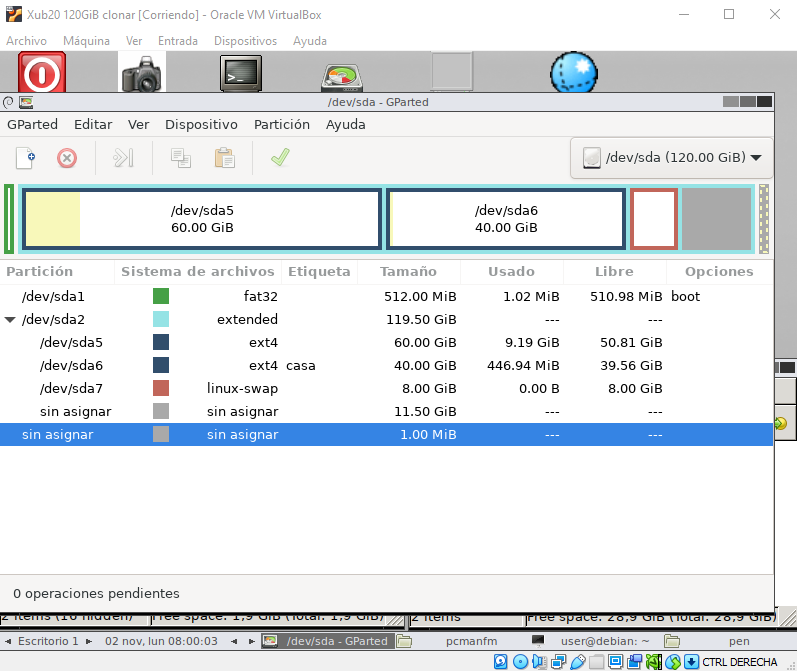 Xub20 120GiB clonar [Corriendo] - Oracle VM VirtualBox
Archivo Máquina Ver Entrada Dispositivos Ayuda
/dev/sda - GParted
GParted Editar Ver Dispositivo Partición Ayuda
/dev/sda (120.00 GiB)
/dev/sda5 /dev/sda6
60.00 GiB 40.00 GiB
Partición Sistema de archivos Etiqueta Tamaño Usado Libre Opciones
/dev/sda1 fat32 512.00 MiB 1.02 MiB 510.98 MiB boot
/dev/sda2 extended 119.50 GiB --- ---
/dev/sda5 ext4 60.00 GiB 9.19 GiB 50.81 GiB
/dev/sda6 ext4 casa 40.00 GiB 446.94 MiB 39.56 GiB
/dev/sda7 linux-swap 8.00 GiB 0.00 B 8.00 GiB
sin asignar sin asignar 11.50 GiB --- ---
sin asignar sin asignar 1.00 MiB --- ---
0 operaciones pendientes
2 items (16 hidden) Free space: 1,9 GiB (Total: 1,9 GiB) 2 items Free space: 28,9 GiB (Total: 28,9 GiB)
Escritorio 1 02 nov, lun 08:00:03 /dev/sda - GParted pcmanfm user@debian: ~ pen
CTRL DERECHA